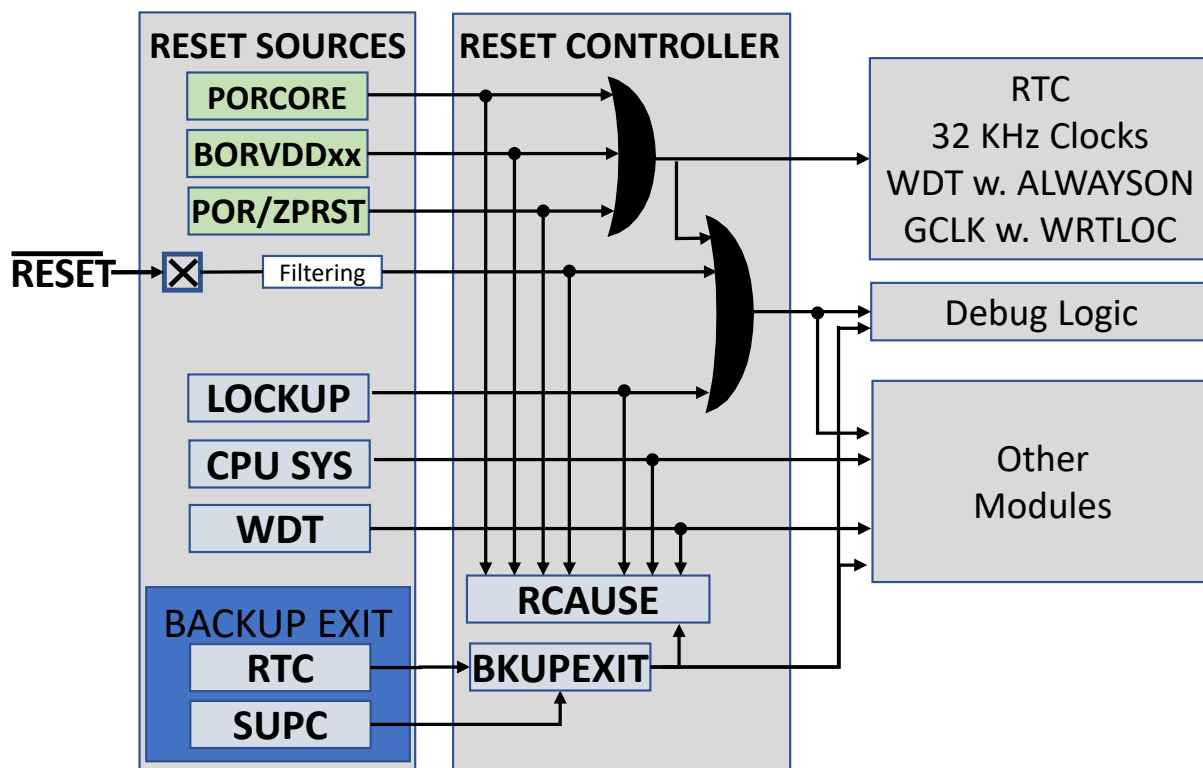 RESET SOURCES
RESET CONTROLLER
PORCORE
BORVDDxx
POR/ZPRST
RESET
Filtering
LOCKUP
CPU SYS
WDT
BACKUP EXIT
RTC
SUPC
RCAUSE
BKUPEXIT
RTC
32 KHz Clocks
WDT w. ALWAYSON
GCLK w. WRTLOC
Debug Logic
Other
Modules